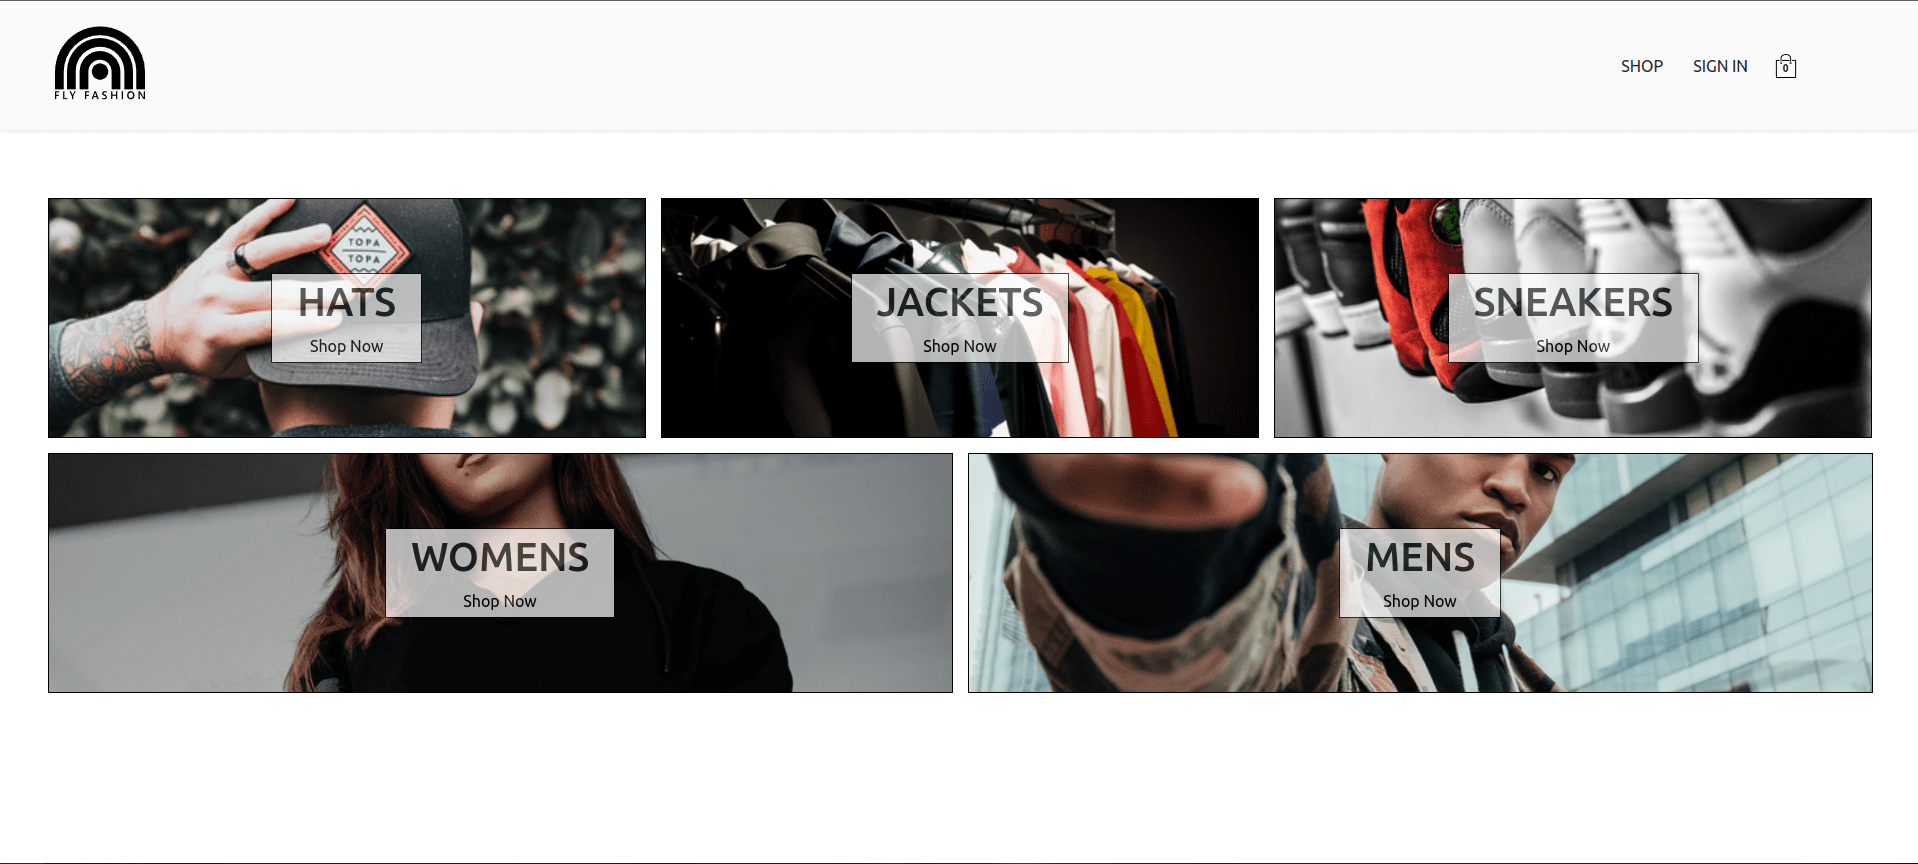 FLY FASHION
SHOP
SIGN IN
0
TOPA
TOPA
HATS
Shop Now
JACKETS
Shop Now
SNEAKERS
Shop Now
WOMENS
Shop Now
MENS
Shop Now